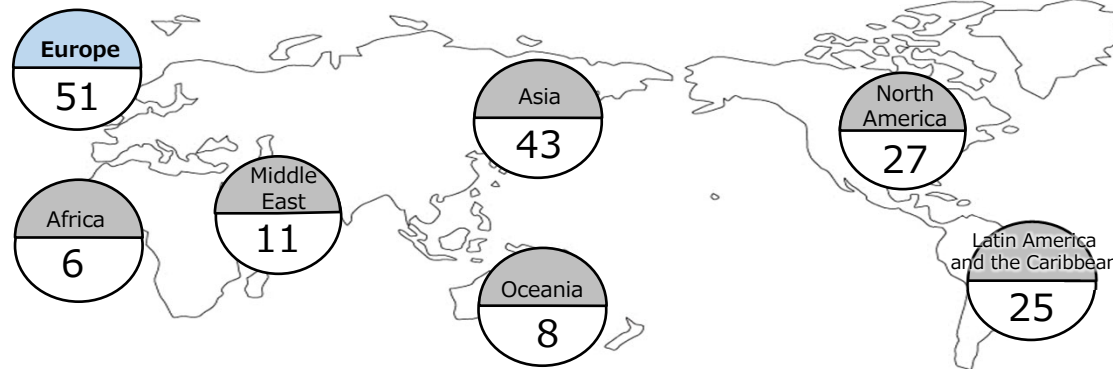 Europe
51
Asia
43
North
America
27
Middle
East
11
Africa
6
Latin America
and the Caribbean
25
Oceania
8